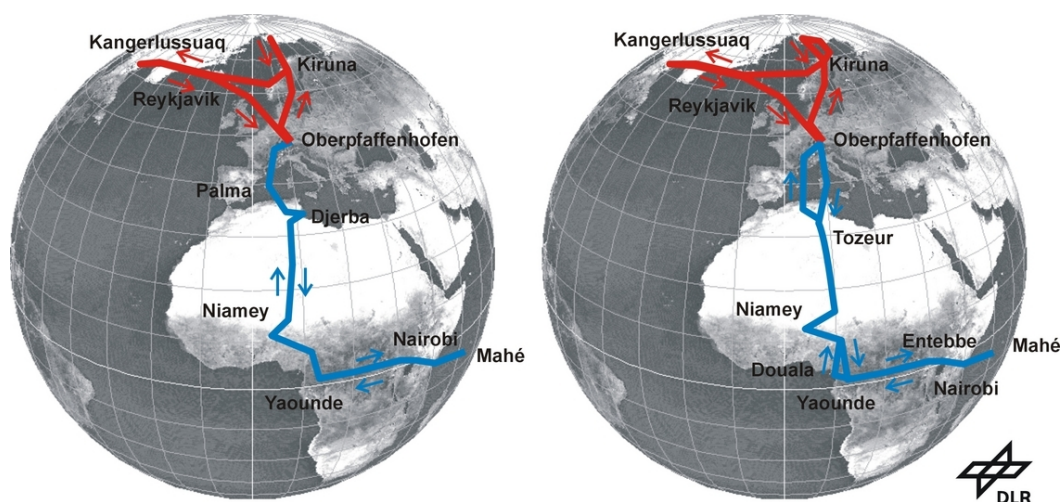 Kangerlussuaq
Kiruna
Reykjavik
Oberpfaffenhofen
Palma
Djerba
Niamey
Nairobi
Mahé
Yaounde
Kangerlussuaq
Kiruna
Reykjavik
Oberpfaffenhofen
Tozeur
Niamey
Entebbe
Mahé
Douala
Nairobi
Yaounde
DLR